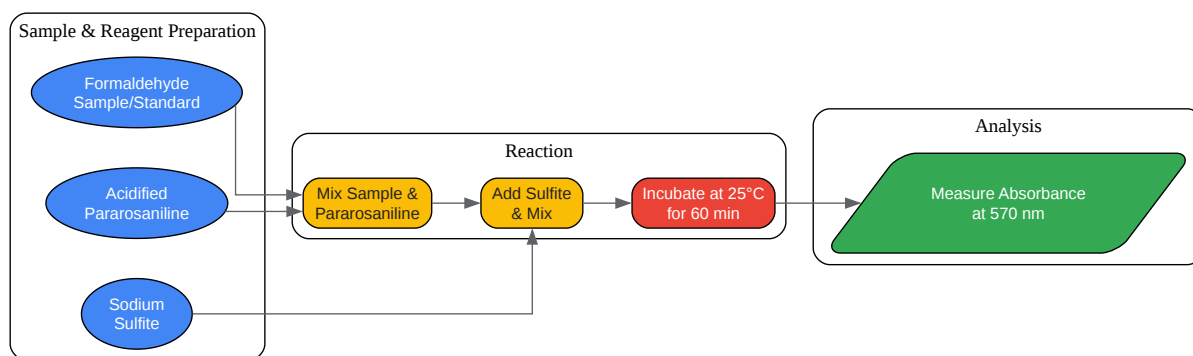 Sample & Reagent Preparation
Formaldehyde
Sample/Standard
Acidified
Pararosaniline
Sodium
Sulfite
Reaction
Mix Sample &
Pararosaniline
Add Sulfite
& Mix
Incubate at 25°C
for 60 min
Analysis
Measure Absorbance
at 570 nm